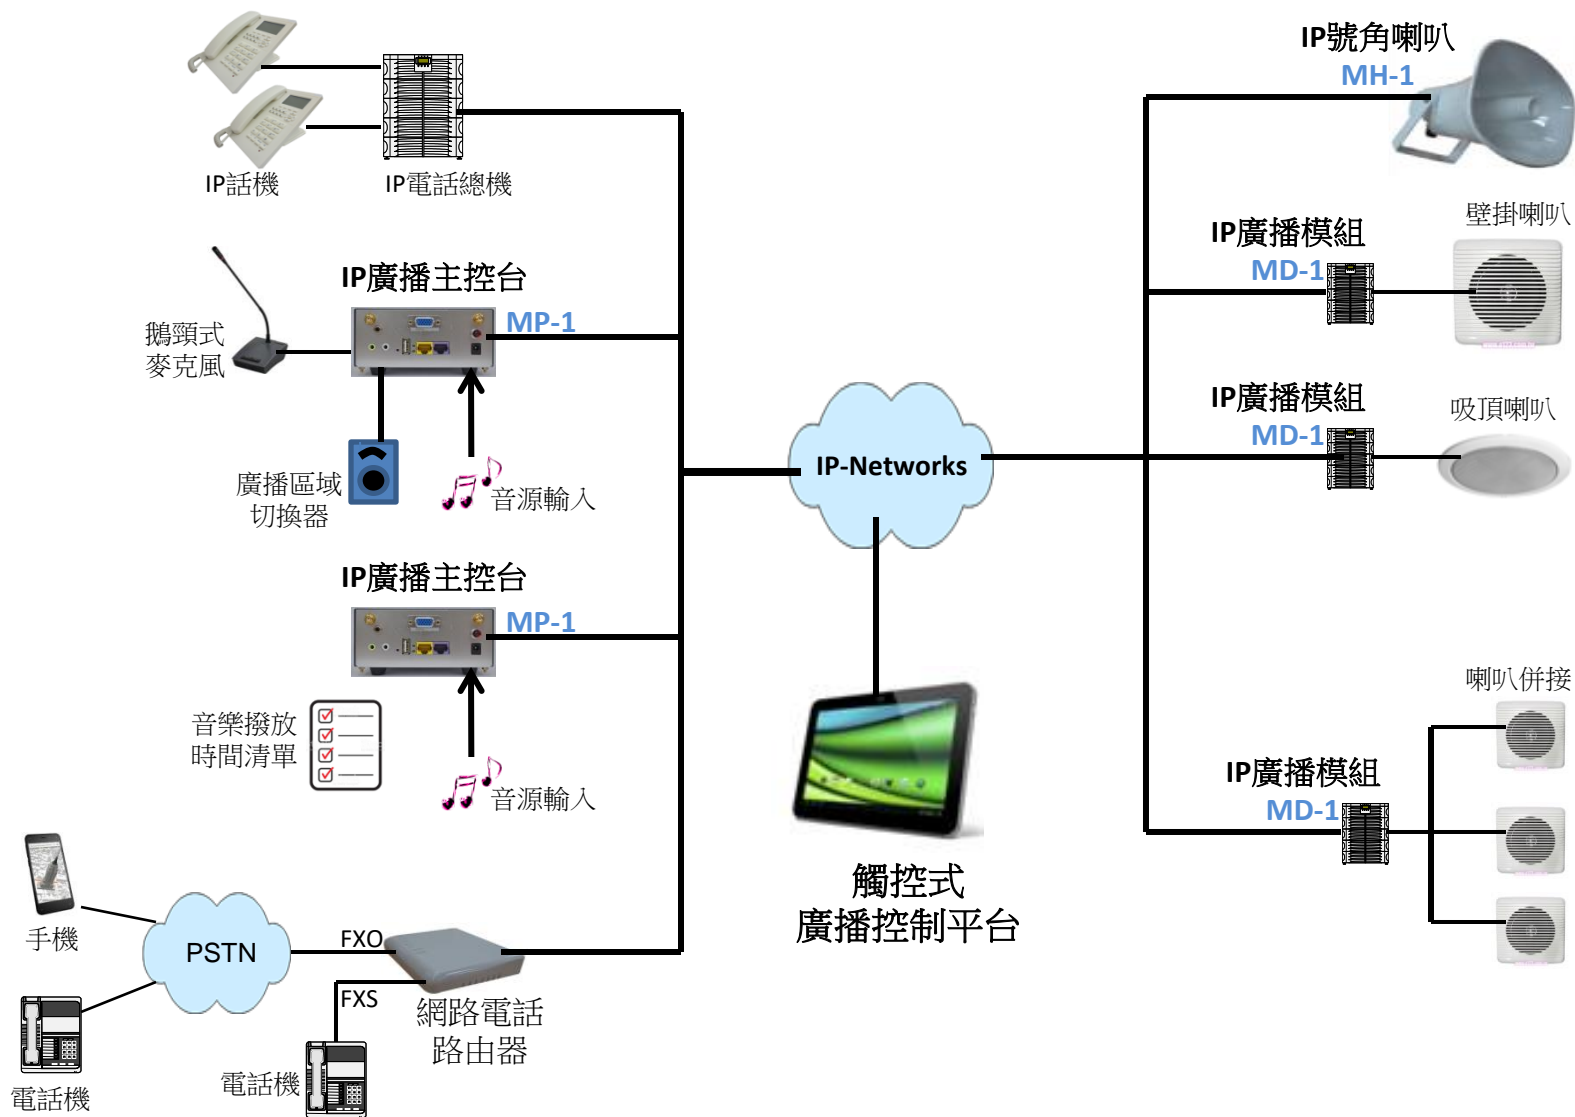 IP話機
IP電話總機
IP廣播主控台
MP-1
鵝頸式
麥克風
廣播區域
切換器
音源輸入
IP廣播主控台
MP-1
音樂撥放
時間清單
音源輸入
手機
PSTN
FXO
FXS
網路電話
路由器
電話機
電話機
IP-Networks
觸控式
廣播控制平台
IP號角喇叭
MH-1
壁掛喇叭
IP廣播模組
MD-1
IP廣播模組
MD-1
吸頂喇叭
喇叭併接
IP廣播模組
MD-1